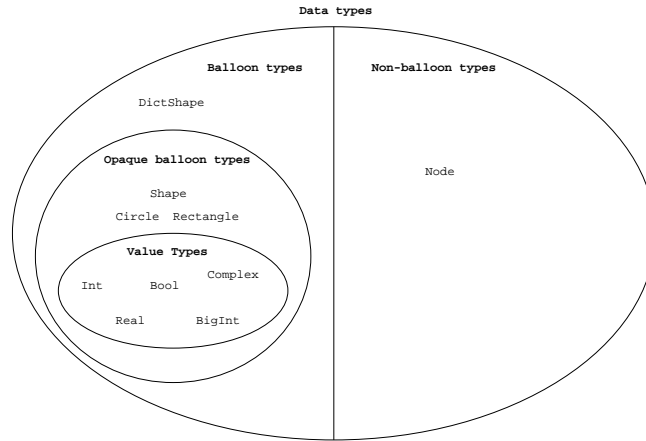 Data types
Balloon types
Non-balloon types
DictShape
Opaque balloon types
Node
Shape
Circle Rectangle
Value Types
Complex
Int Bool
Real BigInt